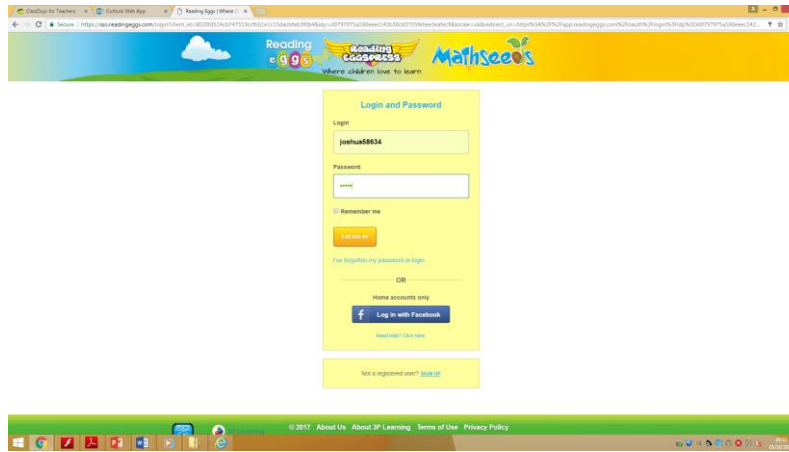 ClassDojo for Teachers
Outlook Web App
Reading Eggs | Where C
Secure
Reading
eggs
Reading
Eggspress
Mathseeds
Where children love to learn
Login and Password
Login
joshua58634
Password
•••••
Remember me
Let me in
I've forgotten my password or login
OR
Home accounts only
f Log in with Facebook
Need help? Click here
Not a registered user? SIGN UP
3P Learning
© 2017 About Us About 3P Learning Terms of Use Privacy Policy